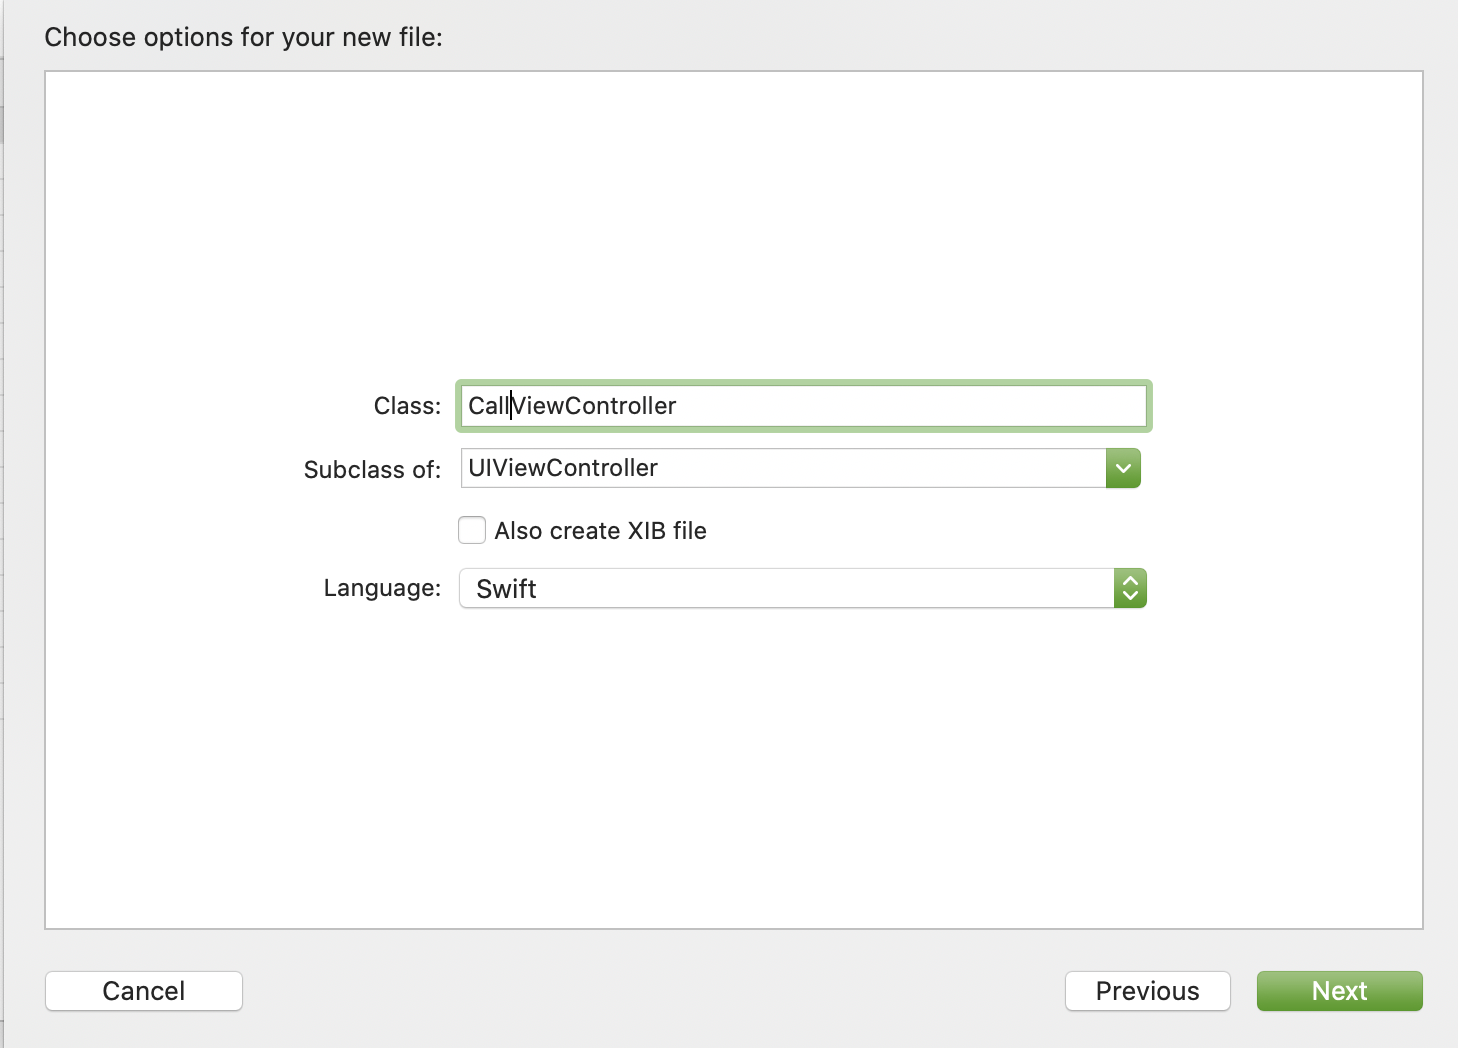 Choose options for your new file:
Class: CallViewController
Subclass of: UIViewController
Also create XIB file
Language: Swift
Cancel Previous Next